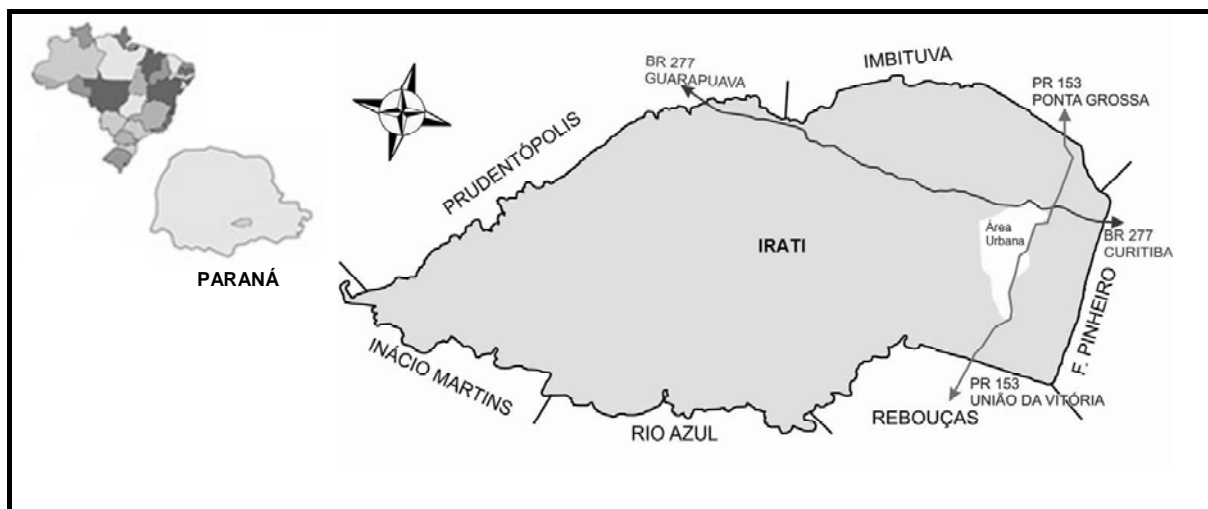 PARANÁ
BR 277
GUARAPUAVA
IMBITUVA
PR 153
PONTA GROSSA
PRUDENTÓPOLIS
IRATI
Área
Urbana
BR 277
CURITIBA
F. PINHEIRO
INÁCIO MARTINS
RIO AZUL
REBOUÇAS
PR 153
UNIÃO DA VITÓRIA